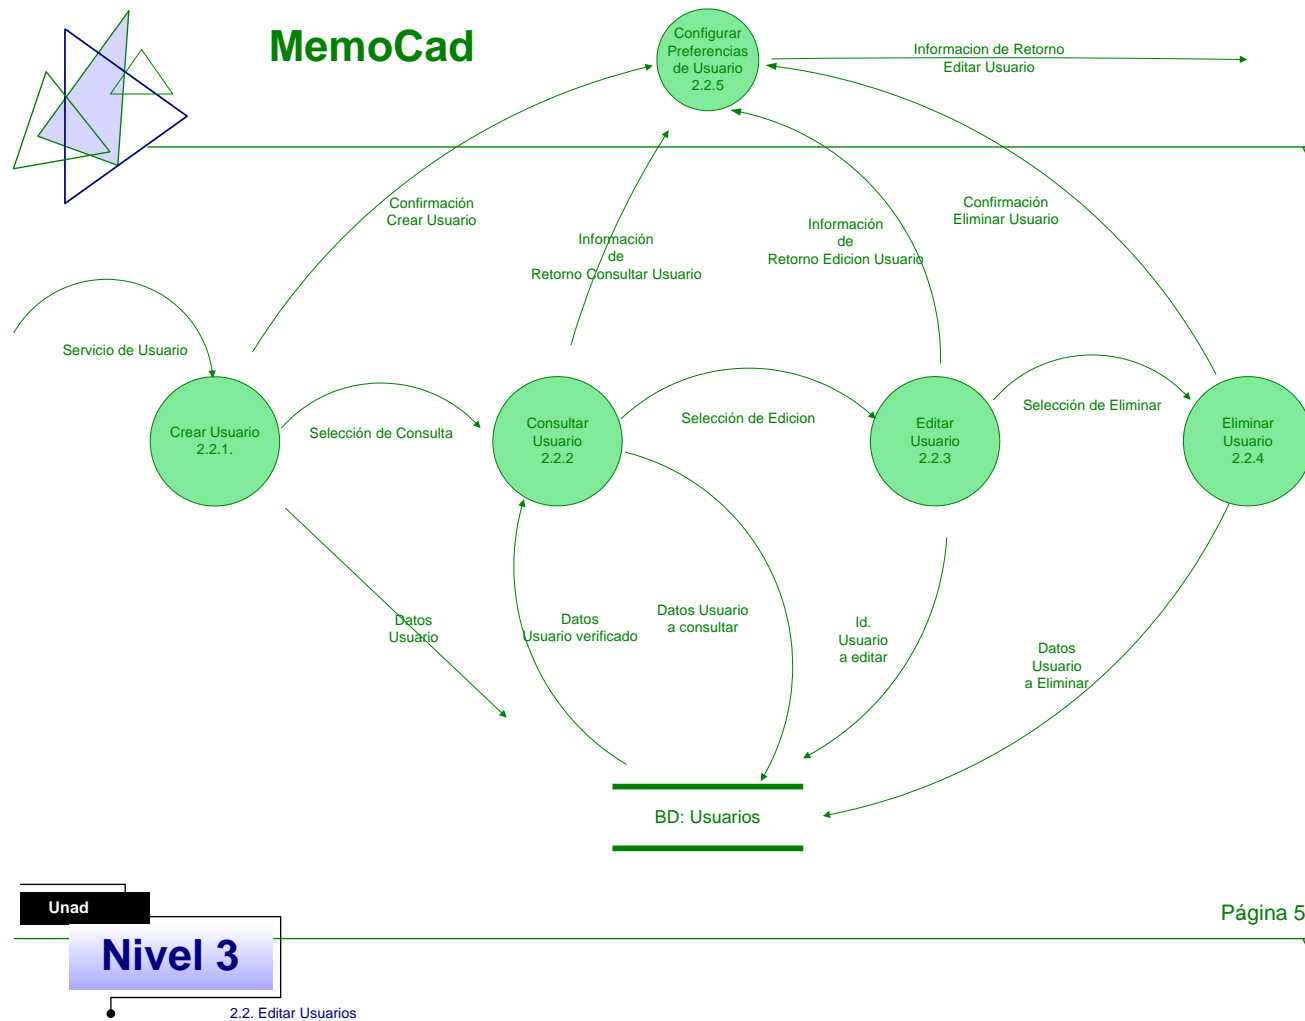 MemoCad
Configurar
Preferencias
de Usuario
2.2.5
Informacion de Retorno
Editar Usuario
Confirmación
Crear Usuario
Información
de
Retorno Consultar Usuario
Información
de
Retorno Edicion Usuario
Confirmación
Eliminar Usuario
Servicio de Usuario
Crear Usuario
2.2.1.
Selección de Consulta
Consultar
Usuario
2.2.2
Selección de Edicion
Editar
Usuario
2.2.3
Selección de Eliminar
Eliminar
Usuario
2.2.4
Datos
Usuario
Datos
Usuario verificado
Datos Usuario
a consultar
Id.
Usuario
a editar
Datos
Usuario
a Eliminar
BD: Usuarios
Unad
Página 5
Nivel 3
2.2. Editar Usuarios